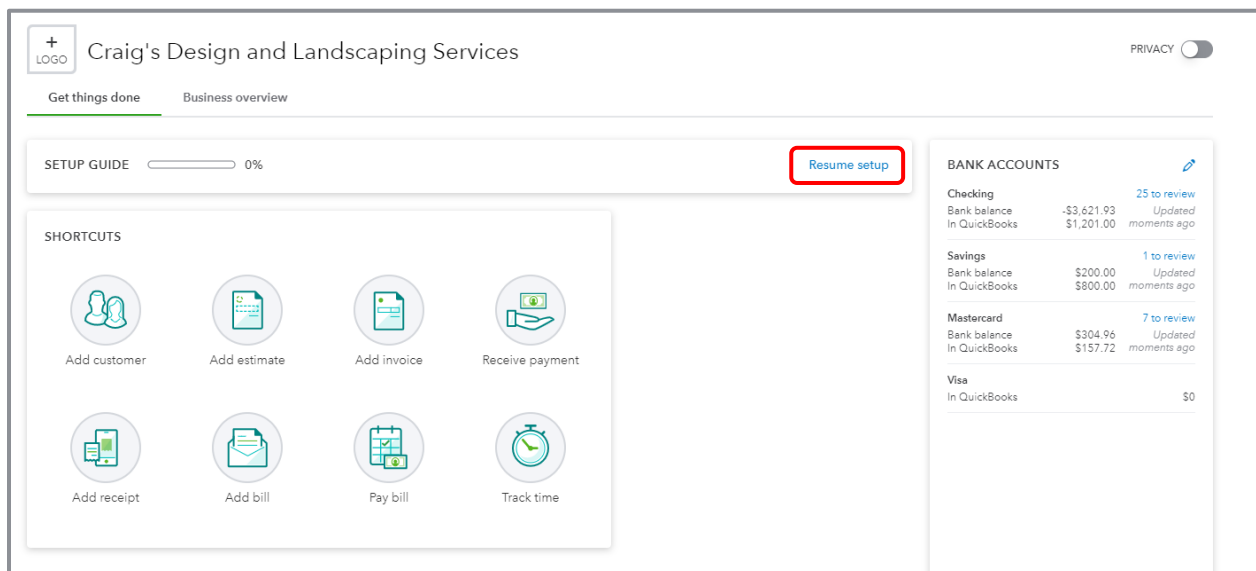 +
LOGO
Craig's Design and Landscaping Services
PRIVACY
Get things done
Business overview
SETUP GUIDE
0%
Resume setup
SHORTCUTS
Add customer
Add estimate
Add invoice
Receive payment
Add receipt
Add bill
Pay bill
Track time
BANK ACCOUNTS
Checking 25 to review
Bank balance -$3,621.93 Updated
In QuickBooks $1,201.00 moments ago
Savings 1 to review
Bank balance $200.00 Updated
In QuickBooks $800.00 moments ago
Mastercard 7 to review
Bank balance $304.96 Updated
In QuickBooks $157.72 moments ago
Visa
In QuickBooks $0